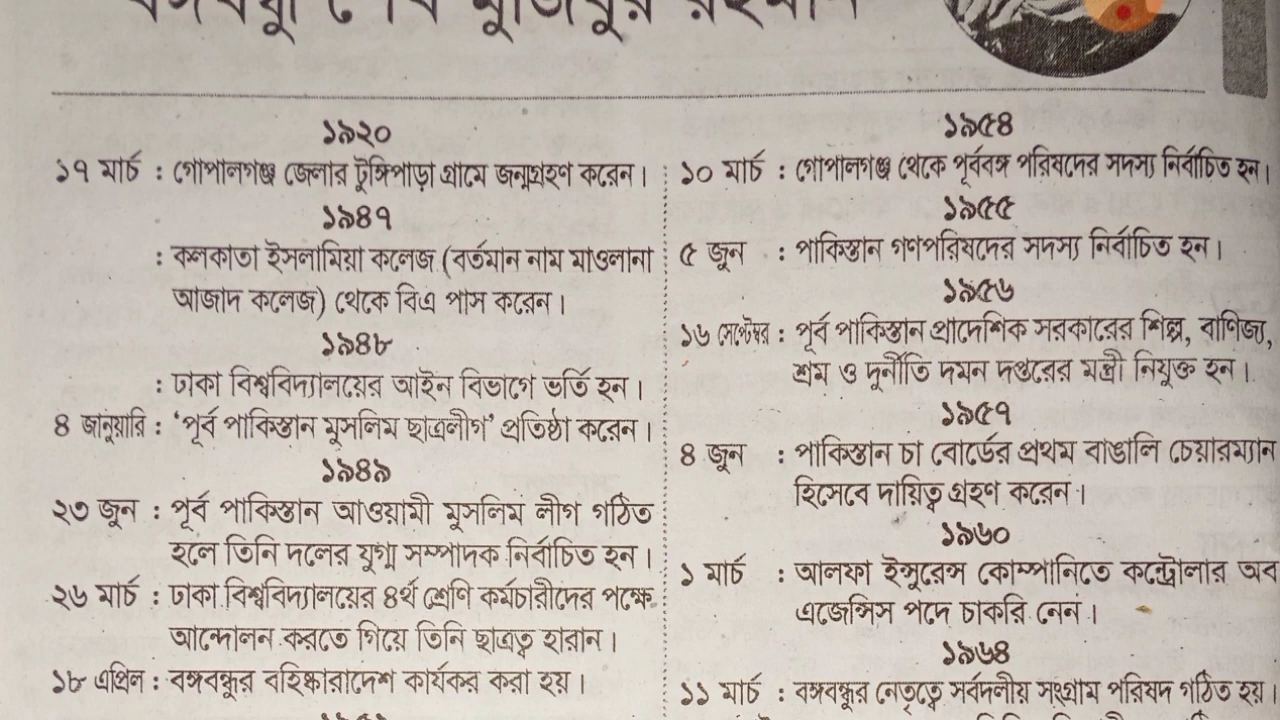 বঙ্গবন্ধু শেখ মুজিবুর রহমান
১৯২০
১৭ মার্চ : গোপালগঞ্জ জেলার টুঙ্গিপাড়া গ্রামে জন্মগ্রহণ করেন।
১৯৪৭
: কলকাতা ইসলামিয়া কলেজ (বর্তমান নাম মাওলানা
আজাদ কলেজ) থেকে বিএ পাস করেন।
১৯৪৮
: ঢাকা বিশ্ববিদ্যালয়ের আইন বিভাগে ভর্তি হন।
৪ জানুয়ারি : ‘পূর্ব পাকিস্তান মুসলিম ছাত্রলীগ’ প্রতিষ্ঠা করেন।
১৯৪৯
২৩ জুন : পূর্ব পাকিস্তান আওয়ামী মুসলিম লীগ গঠিত
হলে তিনি দলের যুগ্ম সম্পাদক নির্বাচিত হন।
২৬ মার্চ : ঢাকা বিশ্ববিদ্যালয়ের ৪র্থ শ্রেণি কর্মচারীদের পক্ষে
আন্দোলন করতে গিয়ে তিনি ছাত্রত্ব হারান।
১৮ এপ্রিল : বঙ্গবন্ধুর বহিষ্কারাদেশ কার্যকর করা হয়।
১৯৫৪
১০ মার্চ : গোপালগঞ্জ থেকে পূর্ববঙ্গ পরিষদের সদস্য নির্বাচিত হন।
১৯৫৫
৫ জুন : পাকিস্তান গণপরিষদের সদস্য নির্বাচিত হন।
১৯৫৬
১৬ সেপ্টেম্বর : পূর্ব পাকিস্তান প্রাদেশিক সরকারের শিল্প, বাণিজ্য,
শ্রম ও দুর্নীতি দমন দপ্তরের মন্ত্রী নিযুক্ত হন।
১৯৫৭
৪ জুন : পাকিস্তান চা বোর্ডের প্রথম বাঙালি চেয়ারম্যান
হিসেবে দায়িত্ব গ্রহণ করেন।
১৯৬০
১ মার্চ : আলফা ইন্সুরেন্স কোম্পানিতে কন্ট্রোলার অব
এজেন্সিস পদে চাকরি নেন।
১৯৬৪
১১ মার্চ : বঙ্গবন্ধুর নেতৃত্বে সর্বদলীয় সংগ্রাম পরিষদ গঠিত হয়।